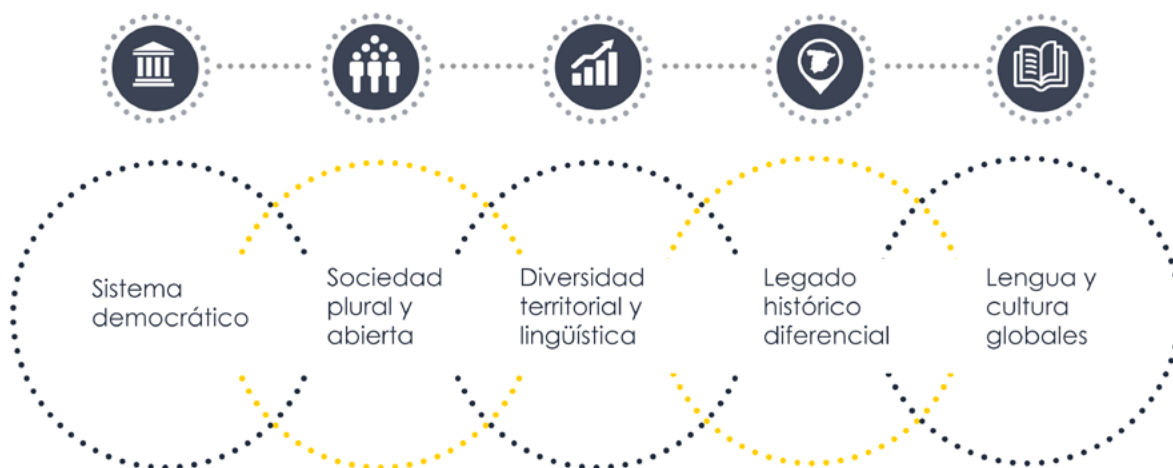 Sistema
democrático
Sociedad
plural y
abierta
Diversidad
territorial y
lingüística
Legado
histórico
diferencial
Lengua y
cultura
globales